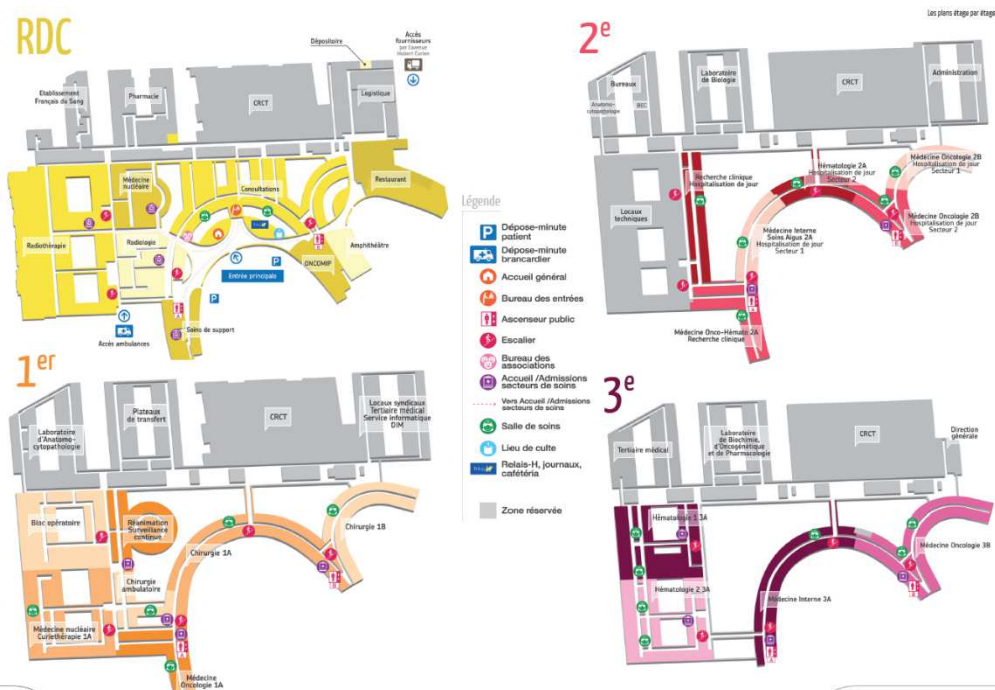 Les plans étage par étage
RDC
Dépositoire
Accès
fournisseurs
par l'avenue
Hubert Curien
Etablissement
Français du Sang
Pharmacie
CRCT
Logistique
Médecine
nucléaire
Consultations
Restaurant
Radiothérapie
Radiologie
Amphithéâtre
ONCOMIP
Entrée principale
P
P
Soins de support
Accès ambulances
2e
Bureaux
Anatomo-
cytopathologie
BEC
Laboratoire
de Biologie
CRCT
Administration
Médecine Oncologie 2B
Hospitalisation de jour
Secteur 1
Hématologie 2A
Hospitalisation de jour
Secteur 2
Recherche clinique
Hospitalisation de jour
Locaux
techniques
Médecine Oncologie 2B
Hospitalisation de jour
Secteur 2
Médecine Interne
Soins Aigus 2A
Hospitalisation de jour
Secteur 1
Médecine Onco-Hémato 2A
Recherche clinique
Légende
P
Dépose-minute
patient
Dépose-minute
brancardier
Accueil général
Bureau des entrées
Ascenseur public
Escalier
Bureau des
associations
Accueil /Admissions
secteurs de soins
Vers Accueil /Admissions
secteurs de soins
Salle de soins
Lieu de culte
Relais-H, journaux,
cafétéria
Zone réservée
1er
Laboratoire
d'Anatomo-
cytopathologie
Plateaux
de transfert
CRCT
Locaux syndicaux
Tertiaire médical
Service informatique
DIM
Bloc opératoire
Réanimation
Surveillance
continue
Chirurgie 1A
Chirurgie 1B
Chirurgie
ambulatoire
Médecine nucléaire
Curiethérapie 1A
Médecine
Oncologie 1A
3e
Tertiaire médical
Laboratoire
de Biochimie,
d'Oncogénétique
et de Pharmacologie
CRCT
Direction
générale
Hématologie 1 3A
Médecine Oncologie 3B
Hématologie 2 3A
Médecine Interne 3A